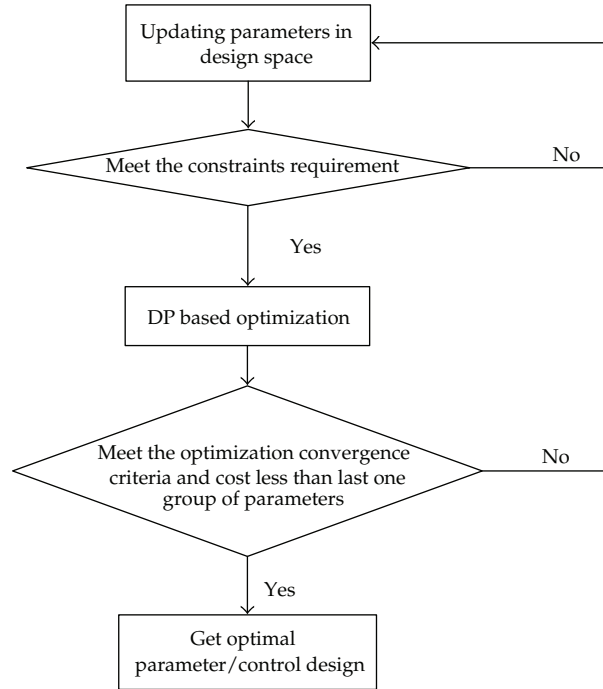 Updating parameters in
design space
Meet the constraints requirement
No
Yes
DP based optimization
Meet the optimization convergence
criteria and cost less than last one
group of parameters
No
Yes
Get optimal
parameter/control design